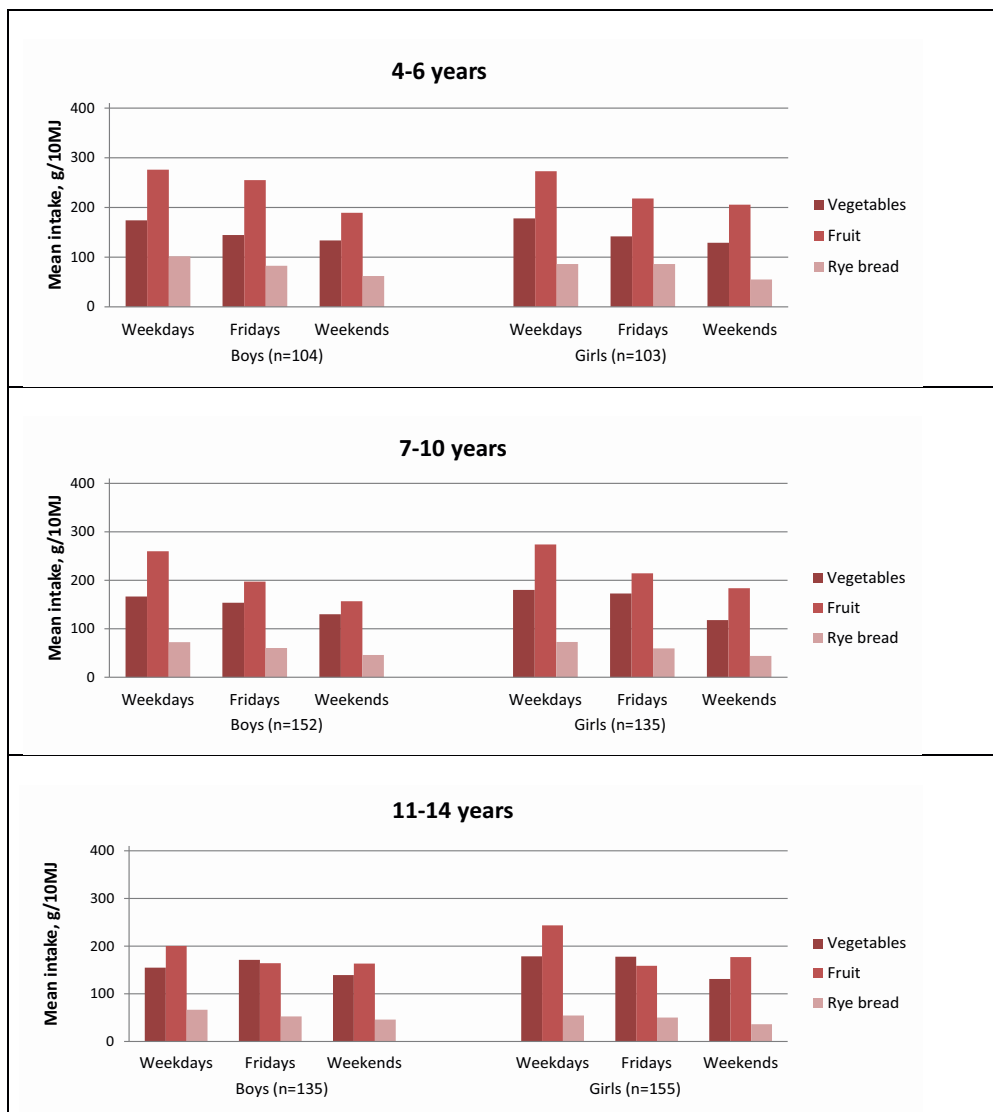 4-6 years
Mean intake, g/10MJ
400
300
200
100
0
Weekdays Fridays Weekends Weekdays Fridays Weekends
Boys (n=104) Girls (n=103)
Vegetables
Fruit
Rye bread
7-10 years
Mean intake, g/10MJ
400
300
200
100
0
Weekdays Fridays Weekends Weekdays Fridays Weekends
Boys (n=152) Girls (n=135)
Vegetables
Fruit
Rye bread
11-14 years
Mean intake, g/10MJ
400
300
200
100
0
Weekdays Fridays Weekends Weekdays Fridays Weekends
Boys (n=135) Girls (n=155)
Vegetables
Fruit
Rye bread